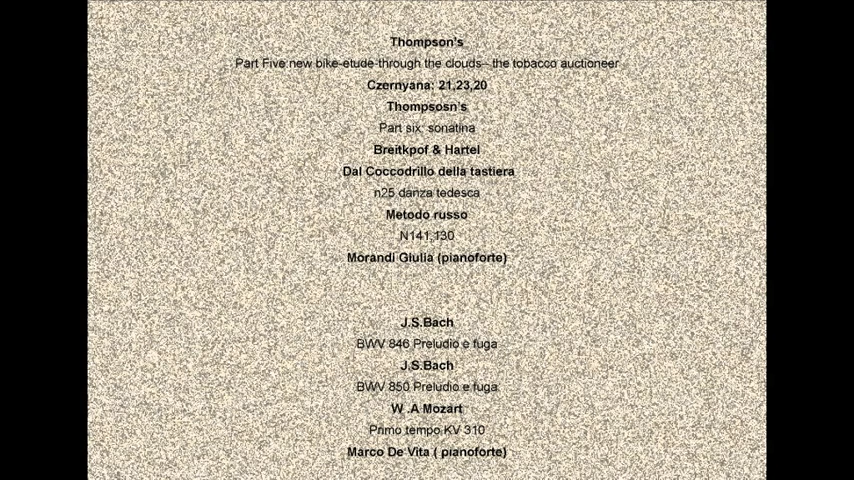 Thompson's
Part Five:new bike-etude-through the clouds- the tobacco auctioneer
Czernyana: 21,23,20
Thompsosn's
Part six: sonatina
Breitkpof & Hartel
Dal Coccodrillo della tastiera
n25 danza tedesca
Metodo russo
N141,130
Morandi Giulia (pianoforte)
J.S.Bach
BWV 846 Preludio e fuga
J.S.Bach
BWV 850 Preludio e fuga
W .A Mozart
Primo tempo KV 310
Marco De Vita ( pianoforte)